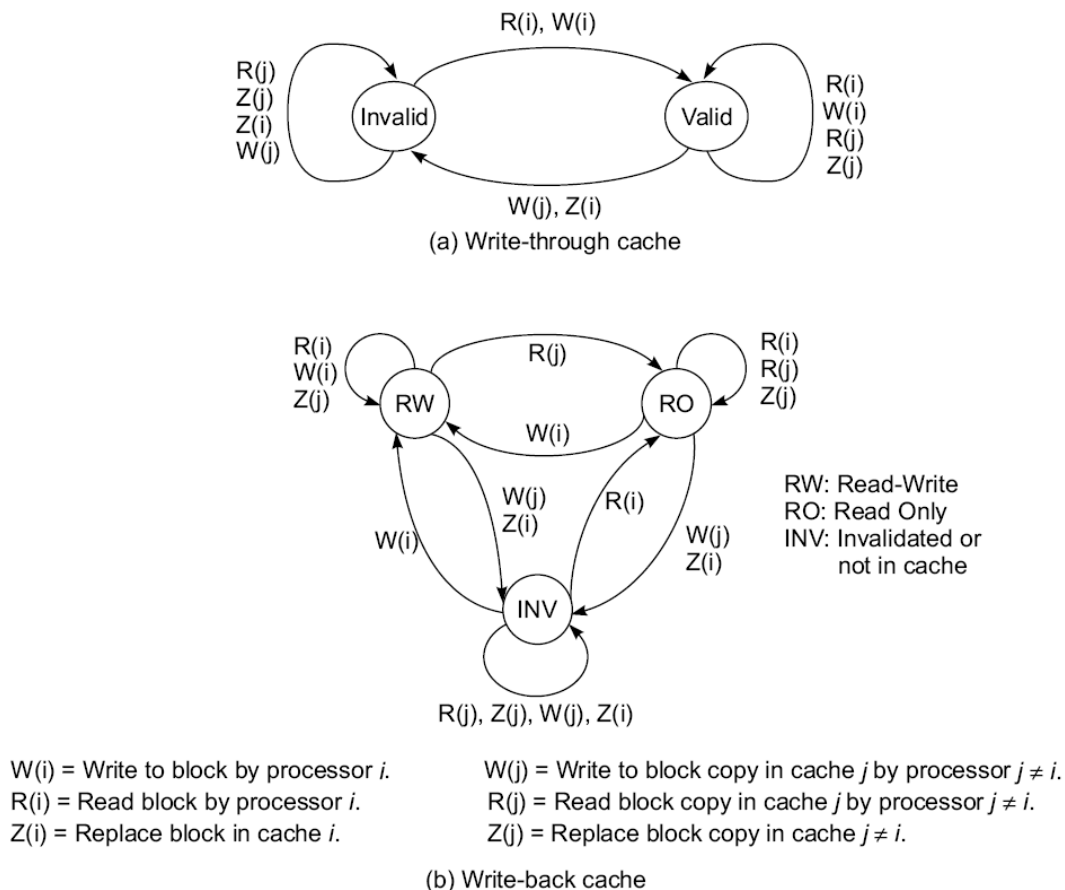 R(i), W(i)
R(j)
Z(j)
Z(i)
W(j)
Invalid
Valid
R(i)
W(i)
R(j)
Z(j)
W(j), Z(i)
(a) Write-through cache
R(i)
W(i)
Z(j)
RW
R(j)
RO
R(i)
R(j)
Z(j)
W(i)
W(i)
W(j)
Z(i)
R(i)
W(j)
Z(i)
RW: Read-Write
RO: Read Only
INV: Invalidated or
not in cache
INV
R(j), Z(j), W(j), Z(i)
W(i) = Write to block by processor i.
R(i) = Read block by processor i.
Z(i) = Replace block in cache i.
W(j) = Write to block copy in cache j by processor j ≠ i.
R(j) = Read block copy in cache j by processor j ≠ i.
Z(j) = Replace block copy in cache j ≠ i.
(b) Write-back cache